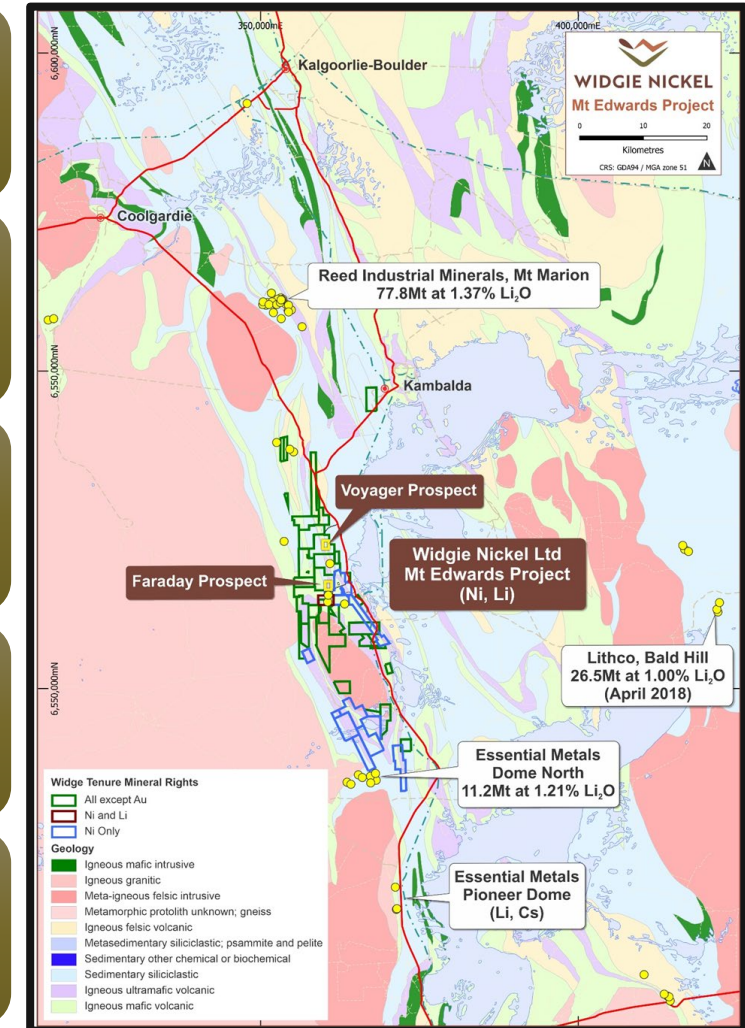 350,000mE
400,000mE
6,600,000mN
Kalgoorlie-Boulder
WIDGIE NICKEL
Mt Edwards Project
0 10 20
Kilometres
CRS: GDA94 / MGA zone 51
N
Coolgardie
Reed Industrial Minerals, Mt Marion
77.8Mt at 1.37% Li₂O
6,550,000mN
Kambalda
Voyager Prospect
Widgie Nickel Ltd
Mt Edwards Project
(Ni, Li)
Faraday Prospect
Lithco, Bald Hill
26.5Mt at 1.00% Li₂O
(April 2018)
6,550,000mN
Essential Metals
Dome North
11.2Mt at 1.21% Li₂O
Essential Metals
Pioneer Dome
(Li, Cs)
Widge Tenure Mineral Rights
All except Au
Ni and Li
Ni Only
Geology
Igneous mafic intrusive
Igneous granitic
Meta-igneous felsic intrusive
Metamorphic protolith unknown; gneiss
Igneous felsic volcanic
Metasedimentary siliciclastic; psammite and pelite
Sedimentary other chemical or biochemical
Sedimentary siliciclastic
Igneous ultramafic volcanic
Igneous mafic volcanic